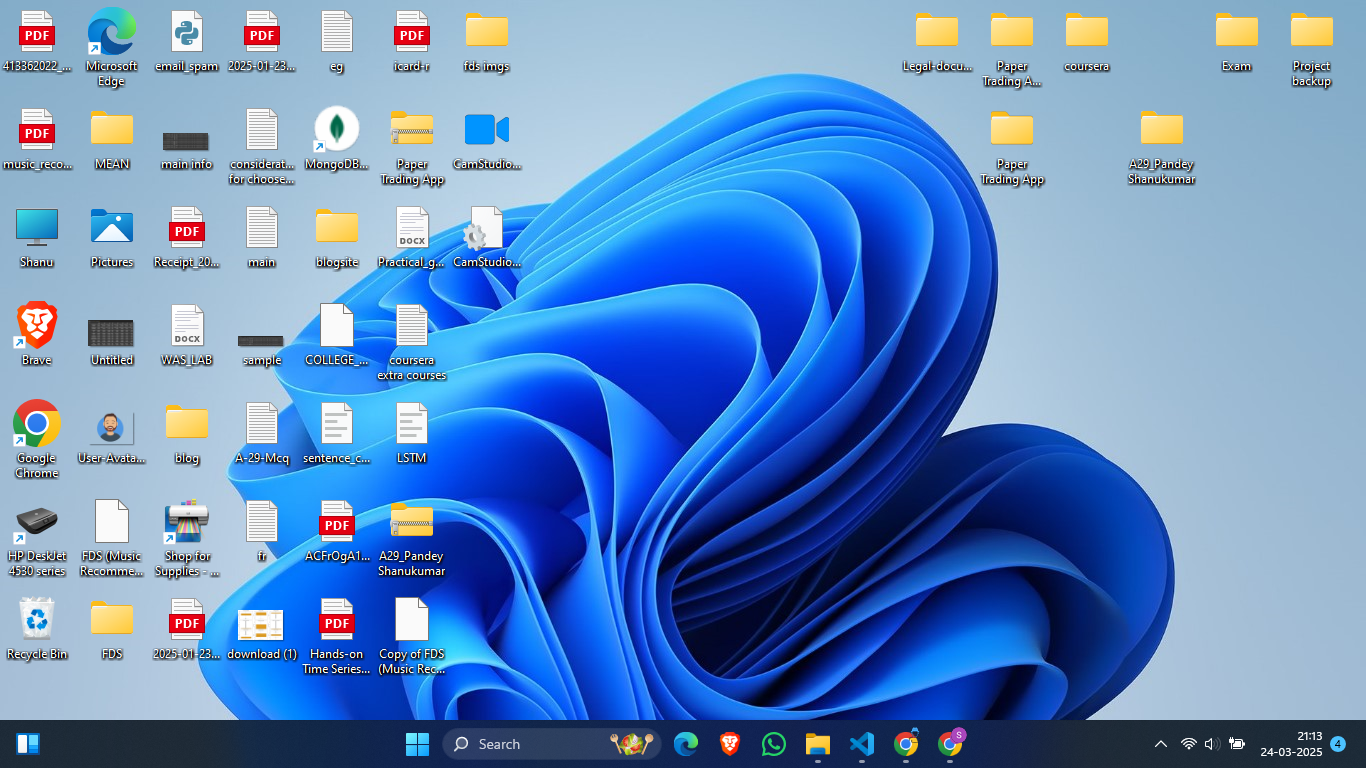 PDF
PDF
PDF
413362022_...
Microsoft
Edge
email_spam
2025-01-23...
eg
icard-r
fds imgs
Legal-docu...
Paper
Trading A...
coursera
Exam
Project
backup
PDF
music_reco...
MEAN
main info
considerat...
for choose...
MongoDB...
Paper
Trading App
CamStudio...
Paper
Trading App
A29_Pandey
Shanukumar
PDF
DOCX
Shanu
Pictures
Receipt_20...
main
blogsite
Practical_g...
CamStudio...
DOCX
Brave
Untitled
WAS_LAB
sample
COLLEGE_...
coursera
extra courses
Google
Chrome
User-Avata...
blog
A-29-Mcq
sentence_c...
LSTM
PDF
HP DeskJet
4530 series
FDS (Music
Recomme...
Shop for
Supplies - ...
fr
ACFrOgA1...
A29_Pandey
Shanukumar
PDF
PDF
Recycle Bin
FDS
2025-01-23...
download (1)
Hands-on
Time Series...
Copy of FDS
(Music Rec...
Search
S
21:13
24-03-2025
4